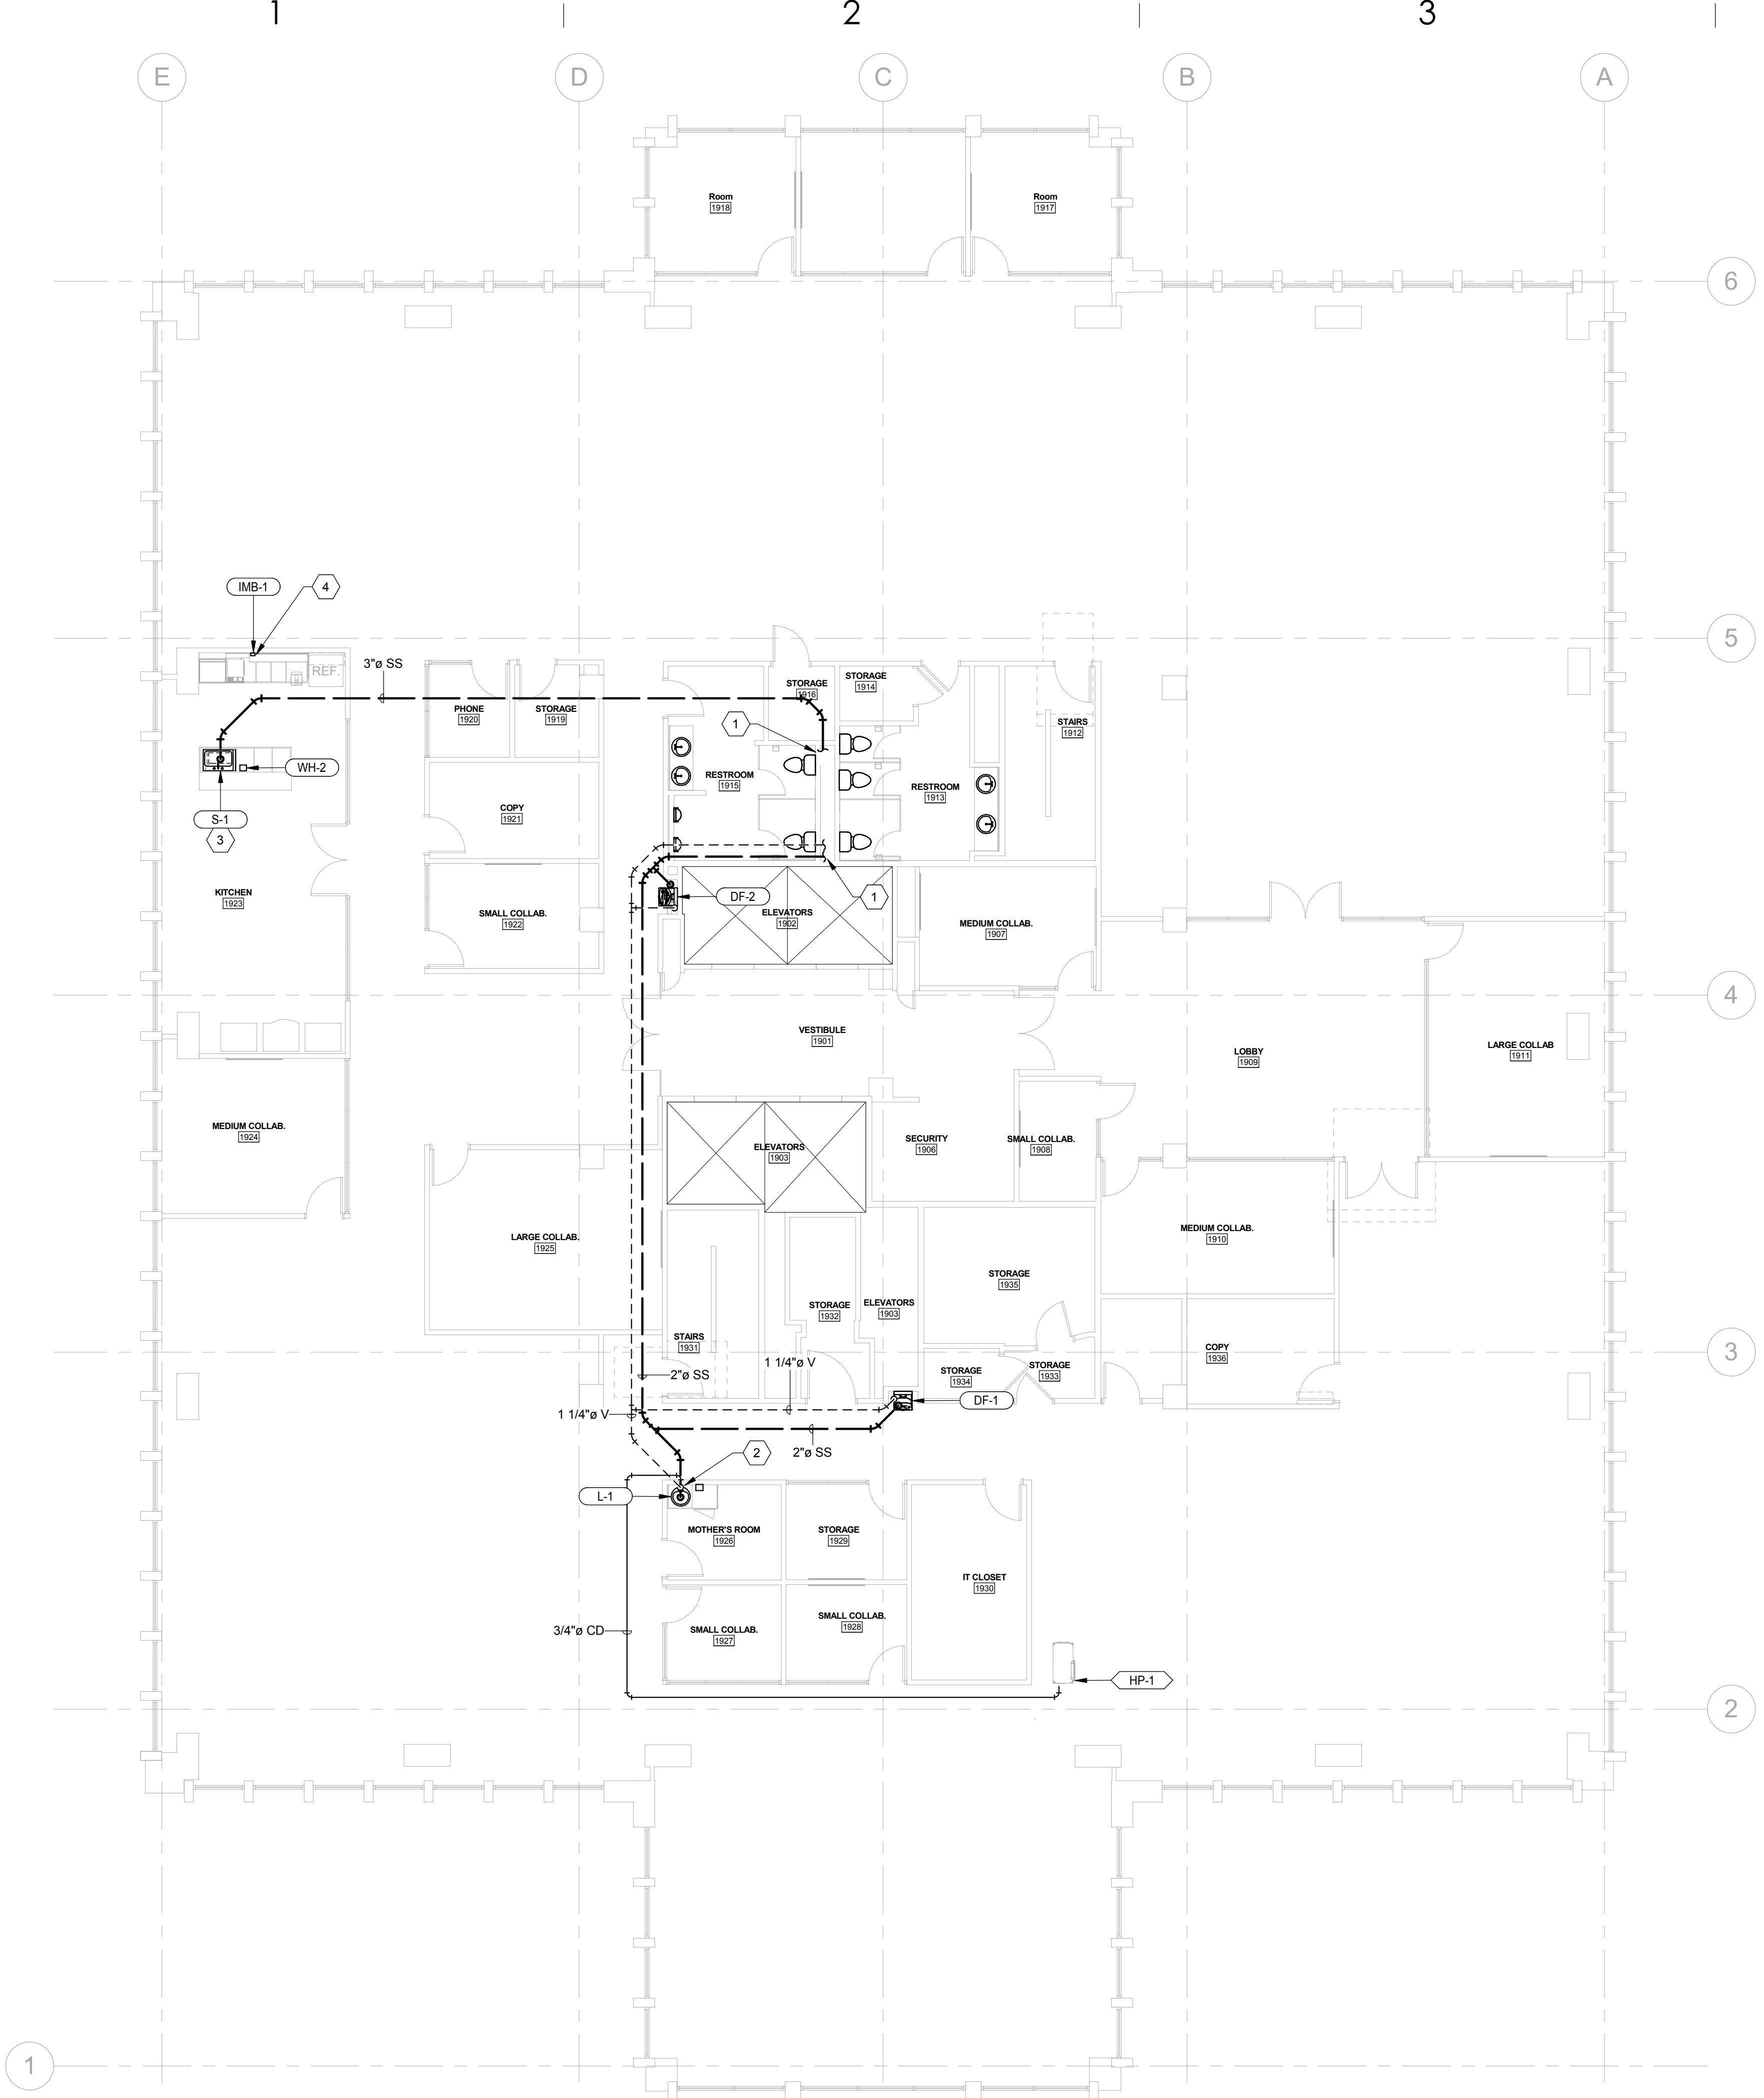 1
2
3
E
D
C
B
A
Room
1918
Room
1917
6
IMB-1
4
5
3"ø SS
REF.
STORAGE
1916
STORAGE
1914
PHONE
1920
STORAGE
1919
1
STAIRS
1912
WH-2
RESTROOM
1915
RESTROOM
1913
S-1
3
COPY
1921
KITCHEN
1923
DF-2
1
SMALL COLLAB.
1922
ELEVATORS
1902
MEDIUM COLLAB.
1907
4
VESTIBULE
1901
LOBBY
1909
LARGE COLLAB
1911
MEDIUM COLLAB.
1924
ELEVATORS
1903
SECURITY
1906
SMALL COLLAB.
1908
LARGE COLLAB.
1925
MEDIUM COLLAB.
1910
STORAGE
1935
STORAGE
1932
ELEVATORS
1903
STAIRS
1931
COPY
1936
3
1 1/4"ø V
2"ø SS
STORAGE
1934
STORAGE
1933
DF-1
1 1/4"ø V
2"ø SS
2
L-1
MOTHER'S ROOM
1926
STORAGE
1929
IT CLOSET
1930
3/4"ø CD
SMALL COLLAB.
1927
SMALL COLLAB.
1928
HP-1
2
1